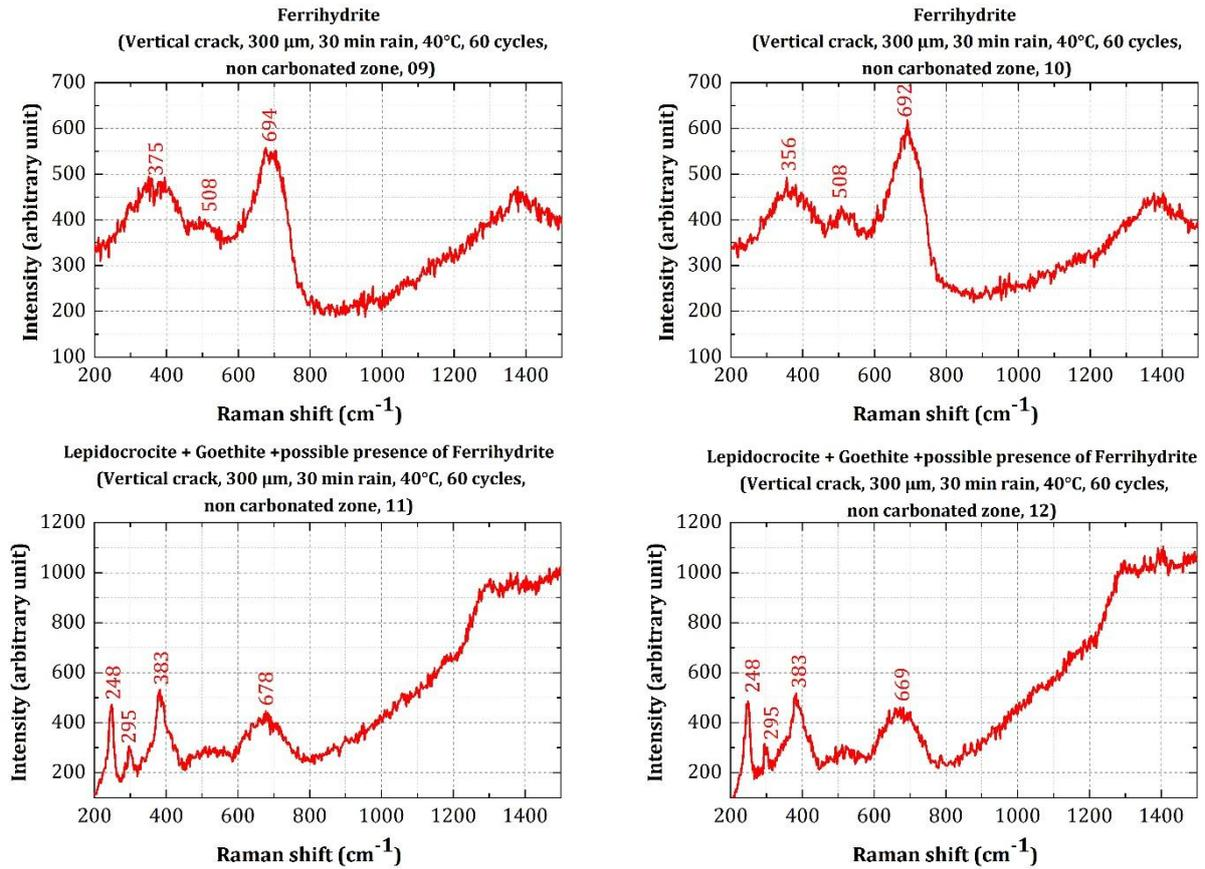 Ferrihydrite
(Vertical crack, 300 µm, 30 min rain, 40°C, 60 cycles,
non carbonated zone, 09)
700
600
500
400
300
200
100
375
508
694
200 400 600 800 1000 1200 1400
Intensity (arbitrary unit)
Raman shift (cm⁻¹)
Ferrihydrite
(Vertical crack, 300 µm, 30 min rain, 40°C, 60 cycles,
non carbonated zone, 10)
700
600
500
400
300
200
100
356
508
692
200 400 600 800 1000 1200 1400
Intensity (arbitrary unit)
Raman shift (cm⁻¹)
Lepidocrocite + Goethite +possible presence of Ferrihydrite
(Vertical crack, 300 µm, 30 min rain, 40°C, 60 cycles,
non carbonated zone, 11)
1200
1000
800
600
400
200
248
295
383
678
200 400 600 800 1000 1200 1400
Intensity (arbitrary unit)
Raman shift (cm⁻¹)
Lepidocrocite + Goethite +possible presence of Ferrihydrite
(Vertical crack, 300 µm, 30 min rain, 40°C, 60 cycles,
non carbonated zone, 12)
1200
1000
800
600
400
200
248
295
383
669
200 400 600 800 1000 1200 1400
Intensity (arbitrary unit)
Raman shift (cm⁻¹)